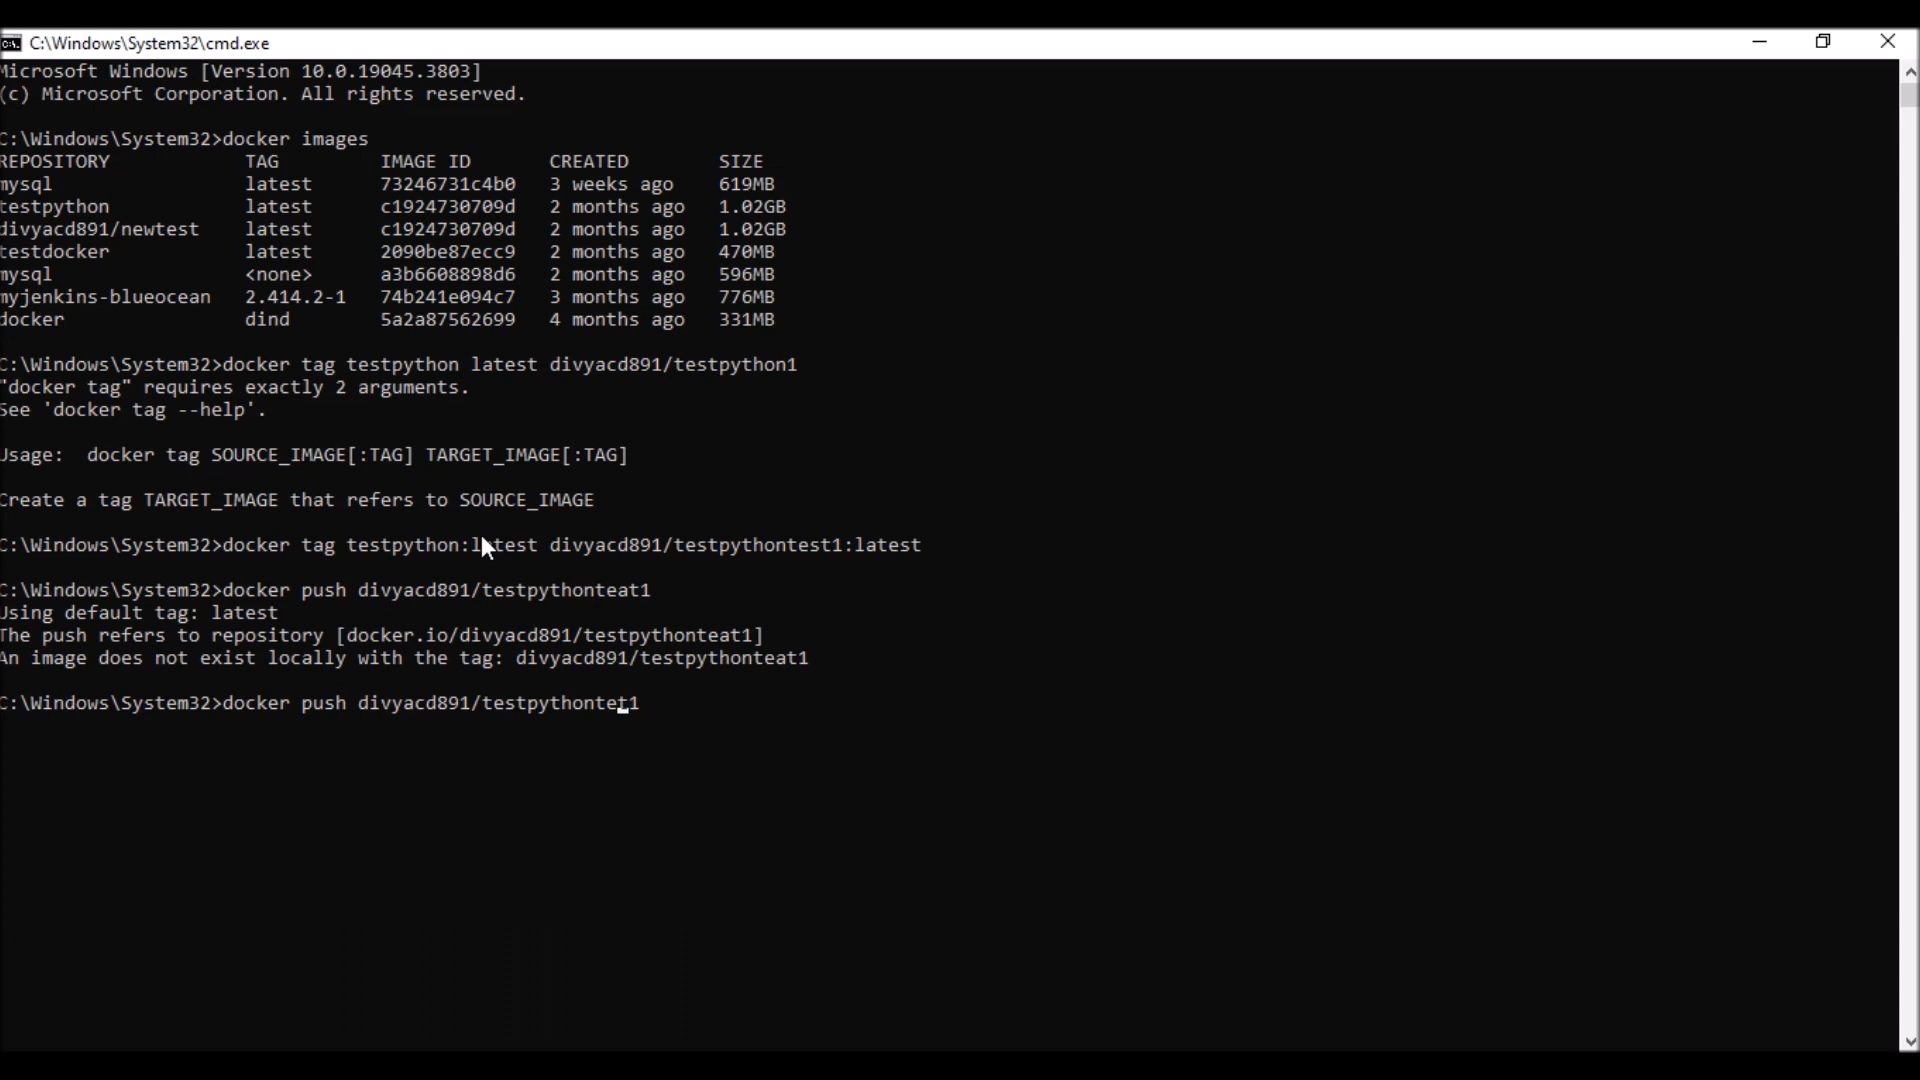 C:\Windows\System32\cmd.exe
Microsoft Windows [Version 10.0.19045.3803]
(c) Microsoft Corporation. All rights reserved.
C:\Windows\System32>docker images
REPOSITORY TAG IMAGE ID CREATED SIZE
mysql latest 73246731c4b0 3 weeks ago 619MB
testpython latest c1924730709d 2 months ago 1.02GB
divyacd891/newtest latest c1924730709d 2 months ago 1.02GB
testdocker latest 2090be87ecc9 2 months ago 470MB
mysql <none> a3b6608898d6 2 months ago 596MB
myjenkins-blueocean 2.414.2-1 74b241e094c7 3 months ago 776MB
docker dind 5a2a87562699 4 months ago 331MB
C:\Windows\System32>docker tag testpython latest divyacd891/testpython1
"docker tag" requires exactly 2 arguments.
See 'docker tag --help'.
Usage:  docker tag SOURCE_IMAGE[:TAG] TARGET_IMAGE[:TAG]
Create a tag TARGET_IMAGE that refers to SOURCE_IMAGE
C:\Windows\System32>docker tag testpython:latest divyacd891/testpythontest1:latest
C:\Windows\System32>docker push divyacd891/testpythonteat1
Using default tag: latest
The push refers to repository [docker.io/divyacd891/testpythonteat1]
An image does not exist locally with the tag: divyacd891/testpythonteat1
C:\Windows\System32>docker push divyacd891/testpythontet1